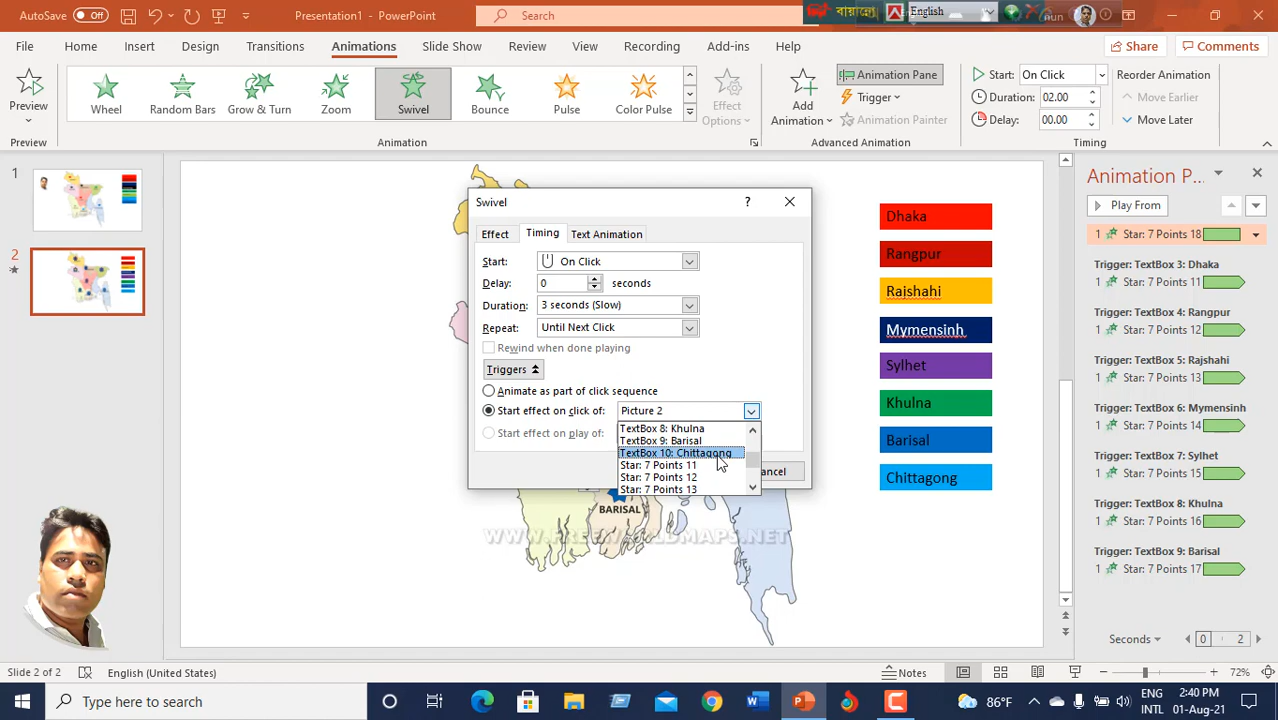 AutoSave Off Presentation1 - PowerPoint Search বায়ান্নো English
File Home Insert Design Transitions Animations Slide Show Review View Recording Add-ins Help Share Comments
Preview Wheel Random Bars Grow & Turn Zoom Swivel Bounce Pulse Color Pulse Effect Options Add Animation
Animation Pane
Trigger
Animation Painter
Start: On Click
Duration: 02.00
Delay: 00.00
Reorder Animation
Move Earlier
Move Later
Preview Animation Advanced Animation Timing
1
2
Swivel ?
Effect Timing Text Animation
Start: On Click
Delay: 0 seconds
Duration: 3 seconds (Slow)
Repeat: Until Next Click
Rewind when done playing
Triggers
Animate as part of click sequence
Start effect on click of: Picture 2
Start effect on play of:
TextBox 8: Khulna
TextBox 9: Barisal
TextBox 10: Chittagong
Star: 7 Points 11
Star: 7 Points 12
Star: 7 Points 13
ancel
BARISAL
WWW.FREEWORLDMAPS.NET
Dhaka
Rangpur
Rajshahi
Mymensinh
Sylhet
Khulna
Barisal
Chittagong
Animation P...
Play From
1 Star: 7 Points 18
Trigger: TextBox 3: Dhaka
1 Star: 7 Points 11
Trigger: TextBox 4: Rangpur
1 Star: 7 Points 12
Trigger: TextBox 5: Rajshahi
1 Star: 7 Points 13
Trigger: TextBox 6: Mymensinh
1 Star: 7 Points 14
Trigger: TextBox 7: Sylhet
1 Star: 7 Points 15
Trigger: TextBox 8: Khulna
1 Star: 7 Points 16
Trigger: TextBox 9: Barisal
1 Star: 7 Points 17
Seconds 0 2
Slide 2 of 2 English (United States) Notes 72%
Type here to search 86°F ENG INTL 2:40 PM 01-Aug-21